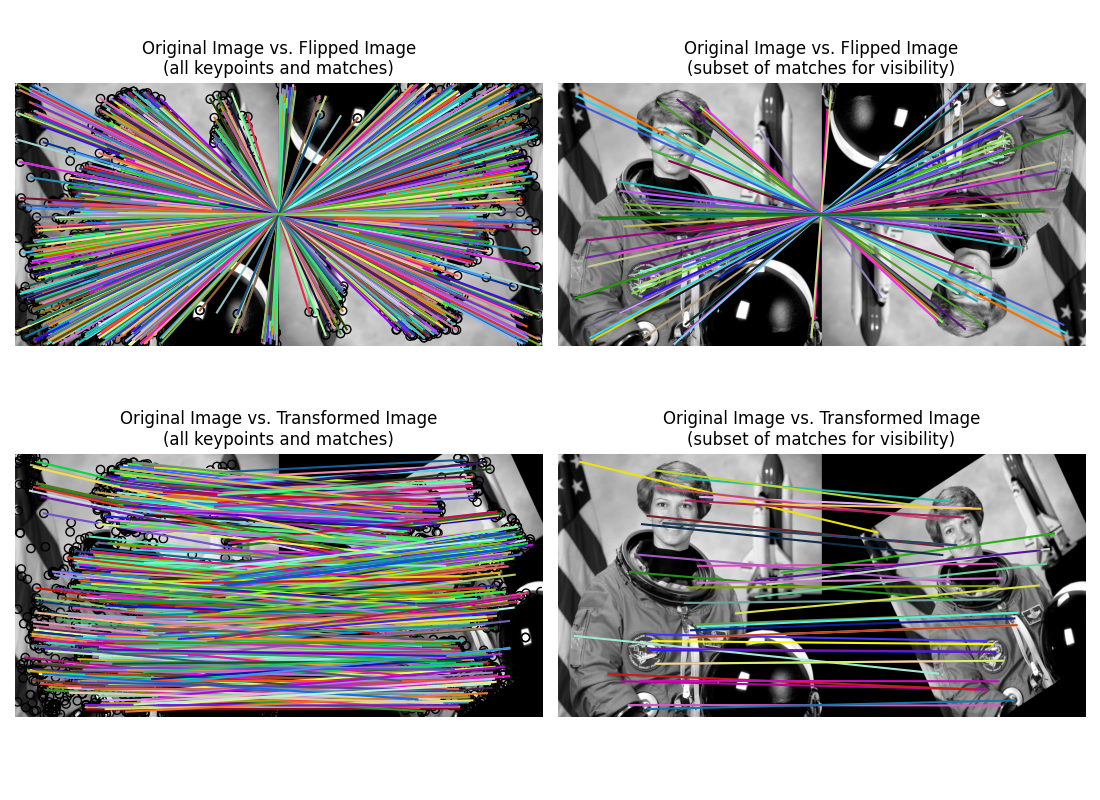 Original Image vs. Flipped Image
(all keypoints and matches)
Original Image vs. Flipped Image
(subset of matches for visibility)
Original Image vs. Transformed Image
(all keypoints and matches)
Original Image vs. Transformed Image
(subset of matches for visibility)